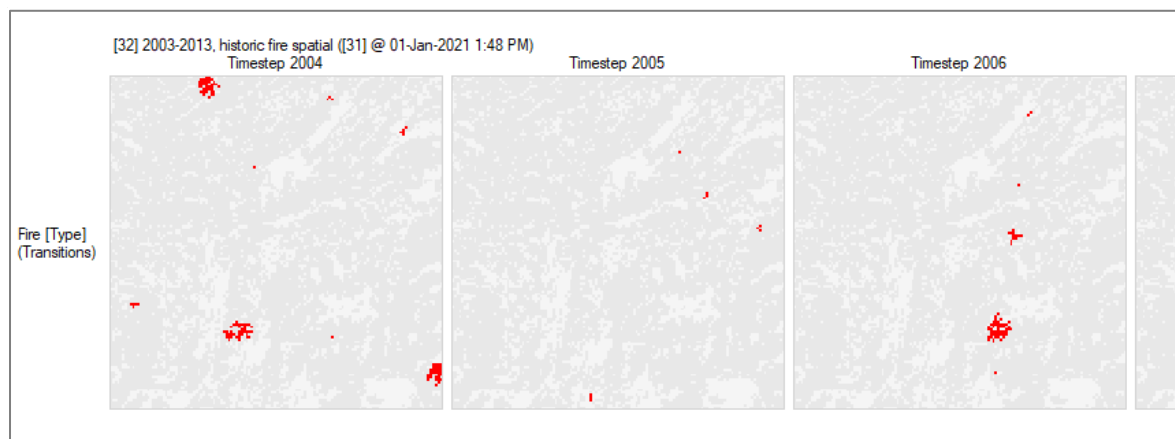 [32] 2003-2013, historic fire spatial ([31] @ 01-Jan-2021 1:48 PM)
Timestep 2004
Timestep 2005
Timestep 2006
Fire [Type]
(Transitions)